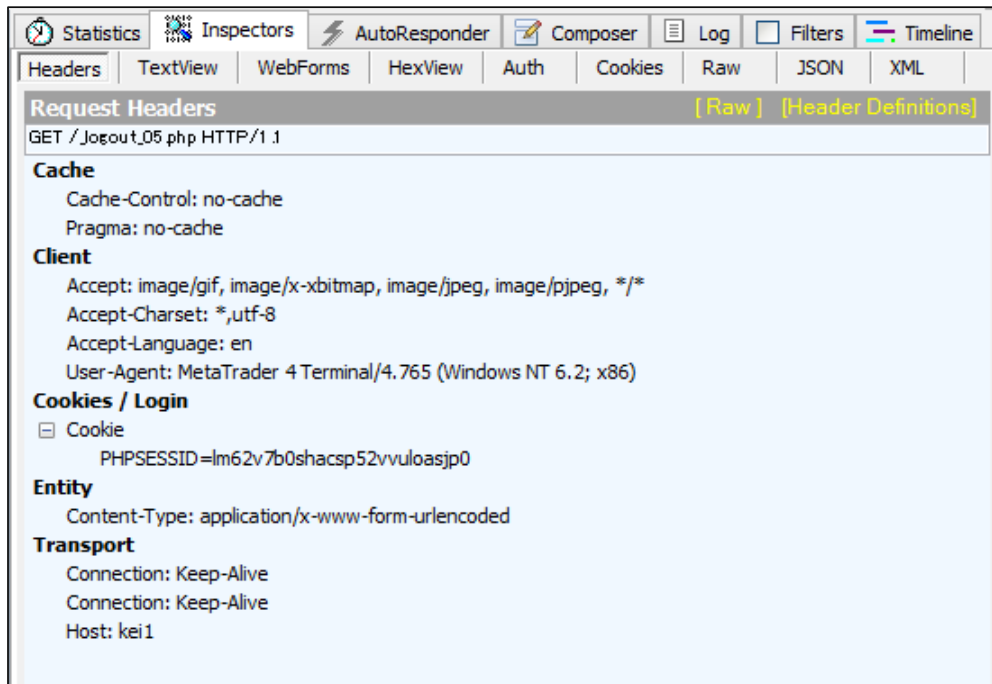 Statistics Inspectors AutoResponder Composer Log Filters Timeline
Headers TextView WebForms HexView Auth Cookies Raw JSON XML
Request Headers [ Raw ] [Header Definitions]
GET /_logout_05.php HTTP/1.1
Cache
Cache-Control: no-cache
Pragma: no-cache
Client
Accept: image/gif, image/x-xbitmap, image/jpeg, image/pjpeg, */*
Accept-Charset: *,utf-8
Accept-Language: en
User-Agent: MetaTrader 4 Terminal/4.765 (Windows NT 6.2; x86)
Cookies / Login
Cookie
PHPSESSID=lm62v7b0shacsp52vvuloasjp0
Entity
Content-Type: application/x-www-form-urlencoded
Transport
Connection: Keep-Alive
Connection: Keep-Alive
Host: kei1